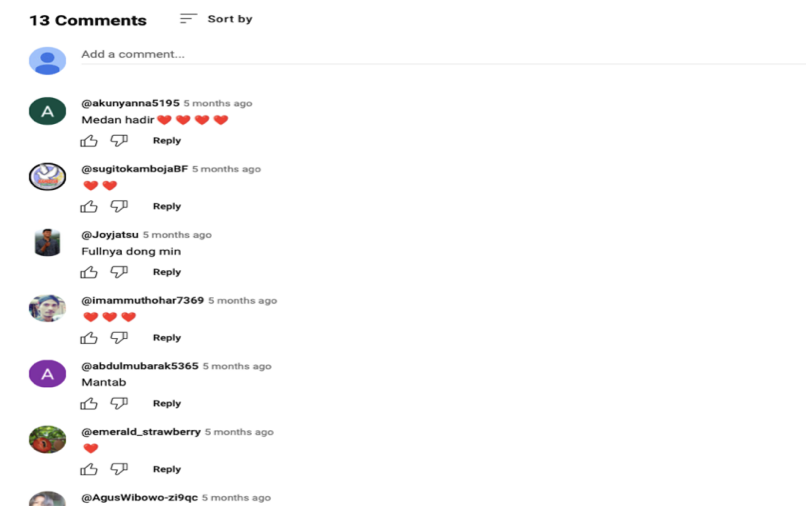 13 Comments
Sort by
Add a comment...
A
@akunyanna5195 5 months ago
Medan hadir❤️❤️❤️❤️
Reply
@sugitokambojaBF 5 months ago
❤️❤️
Reply
@Joyjatsu 5 months ago
Fullnya dong min
Reply
@imammuthohar7369 5 months ago
❤️❤️❤️
Reply
A
@abdulmubarak5365 5 months ago
Mantab
Reply
@emerald_strawberry 5 months ago
❤️
Reply
@AgusWibowo-zi9qc 5 months ago